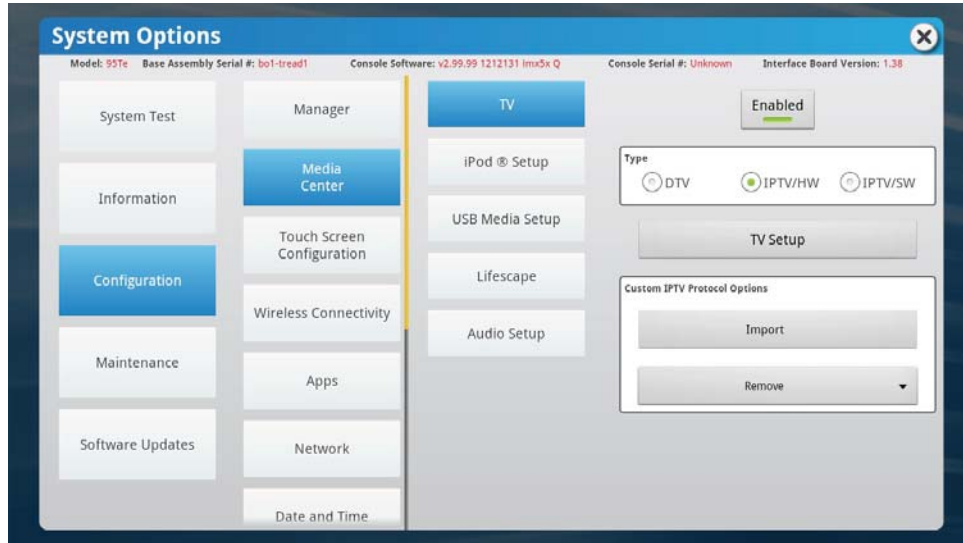 System Options
Model: 95Te Base Assembly Serial #: bo1-tread1 Console Software: v2.99.99 1212131 imx5x Q Console Serial #: Unknown Interface Board Version: 1.38
System Test
Information
Configuration
Maintenance
Software Updates
Manager
Media
Center
Touch Screen
Configuration
Wireless Connectivity
Apps
Network
Date and Time
TV
iPod ® Setup
USB Media Setup
Lifescape
Audio Setup
Enabled
Type
DTV IPTV/HW IPTV/SW
TV Setup
Custom IPTV Protocol Options
Import
Remove